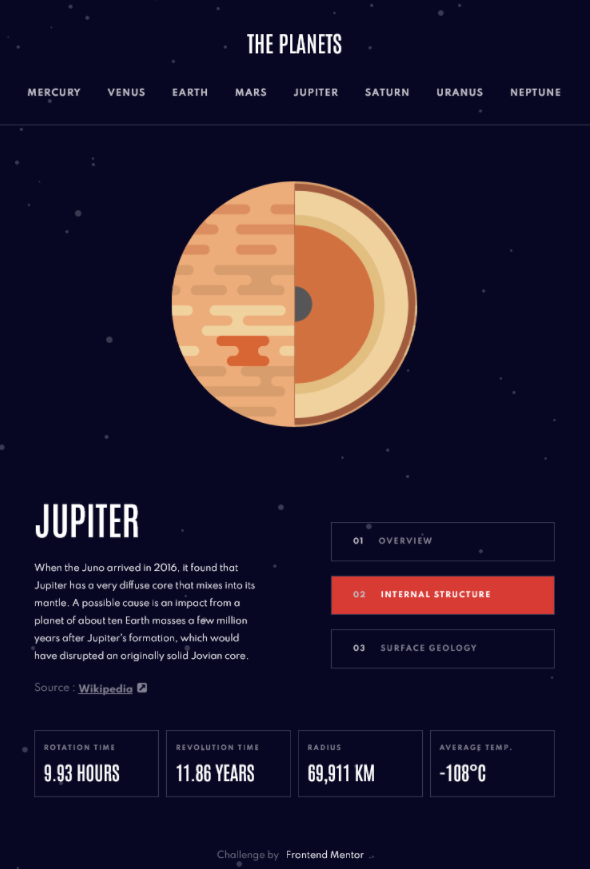 THE PLANETS
MERCURY VENUS EARTH MARS JUPITER SATURN URANUS NEPTUNE
JUPITER
When the Juno arrived in 2016, it found that
Jupiter has a very diffuse core that mixes into its
mantle. A possible cause is an impact from a
planet of about ten Earth masses a few million
years after Jupiter's formation, which would
have disrupted an originally solid Jovian core.
Source : Wikipedia
01 OVERVIEW
02 INTERNAL STRUCTURE
03 SURFACE GEOLOGY
ROTATION TIME
9.93 HOURS
REVOLUTION TIME
11.86 YEARS
RADIUS
69,911 KM
AVERAGE TEMP.
-108°C
Challenge by Frontend Mentor ..